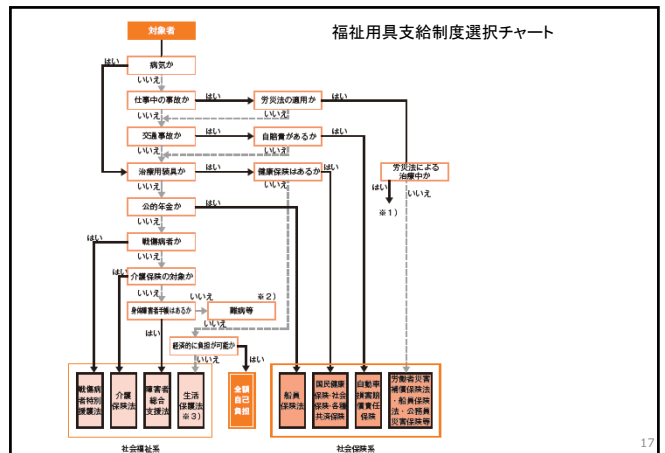 福祉用具支給制度選択チャート
対象者
はい
病気か
いいえ
仕事中の事故か
はい
労災法の適用か
はい
いいえ
いいえ
交通事故か
はい
自賠責があるか
はい
いいえ
いいえ
治療用装具か
はい
健康保険はあるか
はい
労災法による
治療中か
はい
いいえ
※1)
いいえ
公的年金か
はい
いいえ
はい
戦傷病者か
いいえ
はい
介護保険の対象か
いいえ
いいえ
※2)
身体障害者手帳はあるか
難病等
いいえ
はい
経済的に負担が可能か
いいえ
はい
戦傷病
者特別
援護法
介護
保険法
障害者
総合
支援法
生活
保護法
※3)
全額
自己
負担
船員
保険法
国民健康
保険・社会
保険・各種
共済保険
自動車
損害賠
償責任
保険
労働者災害
補償保険法
・船員保険
法・公務員
災害保険等
社会福祉系
社会保険系
17